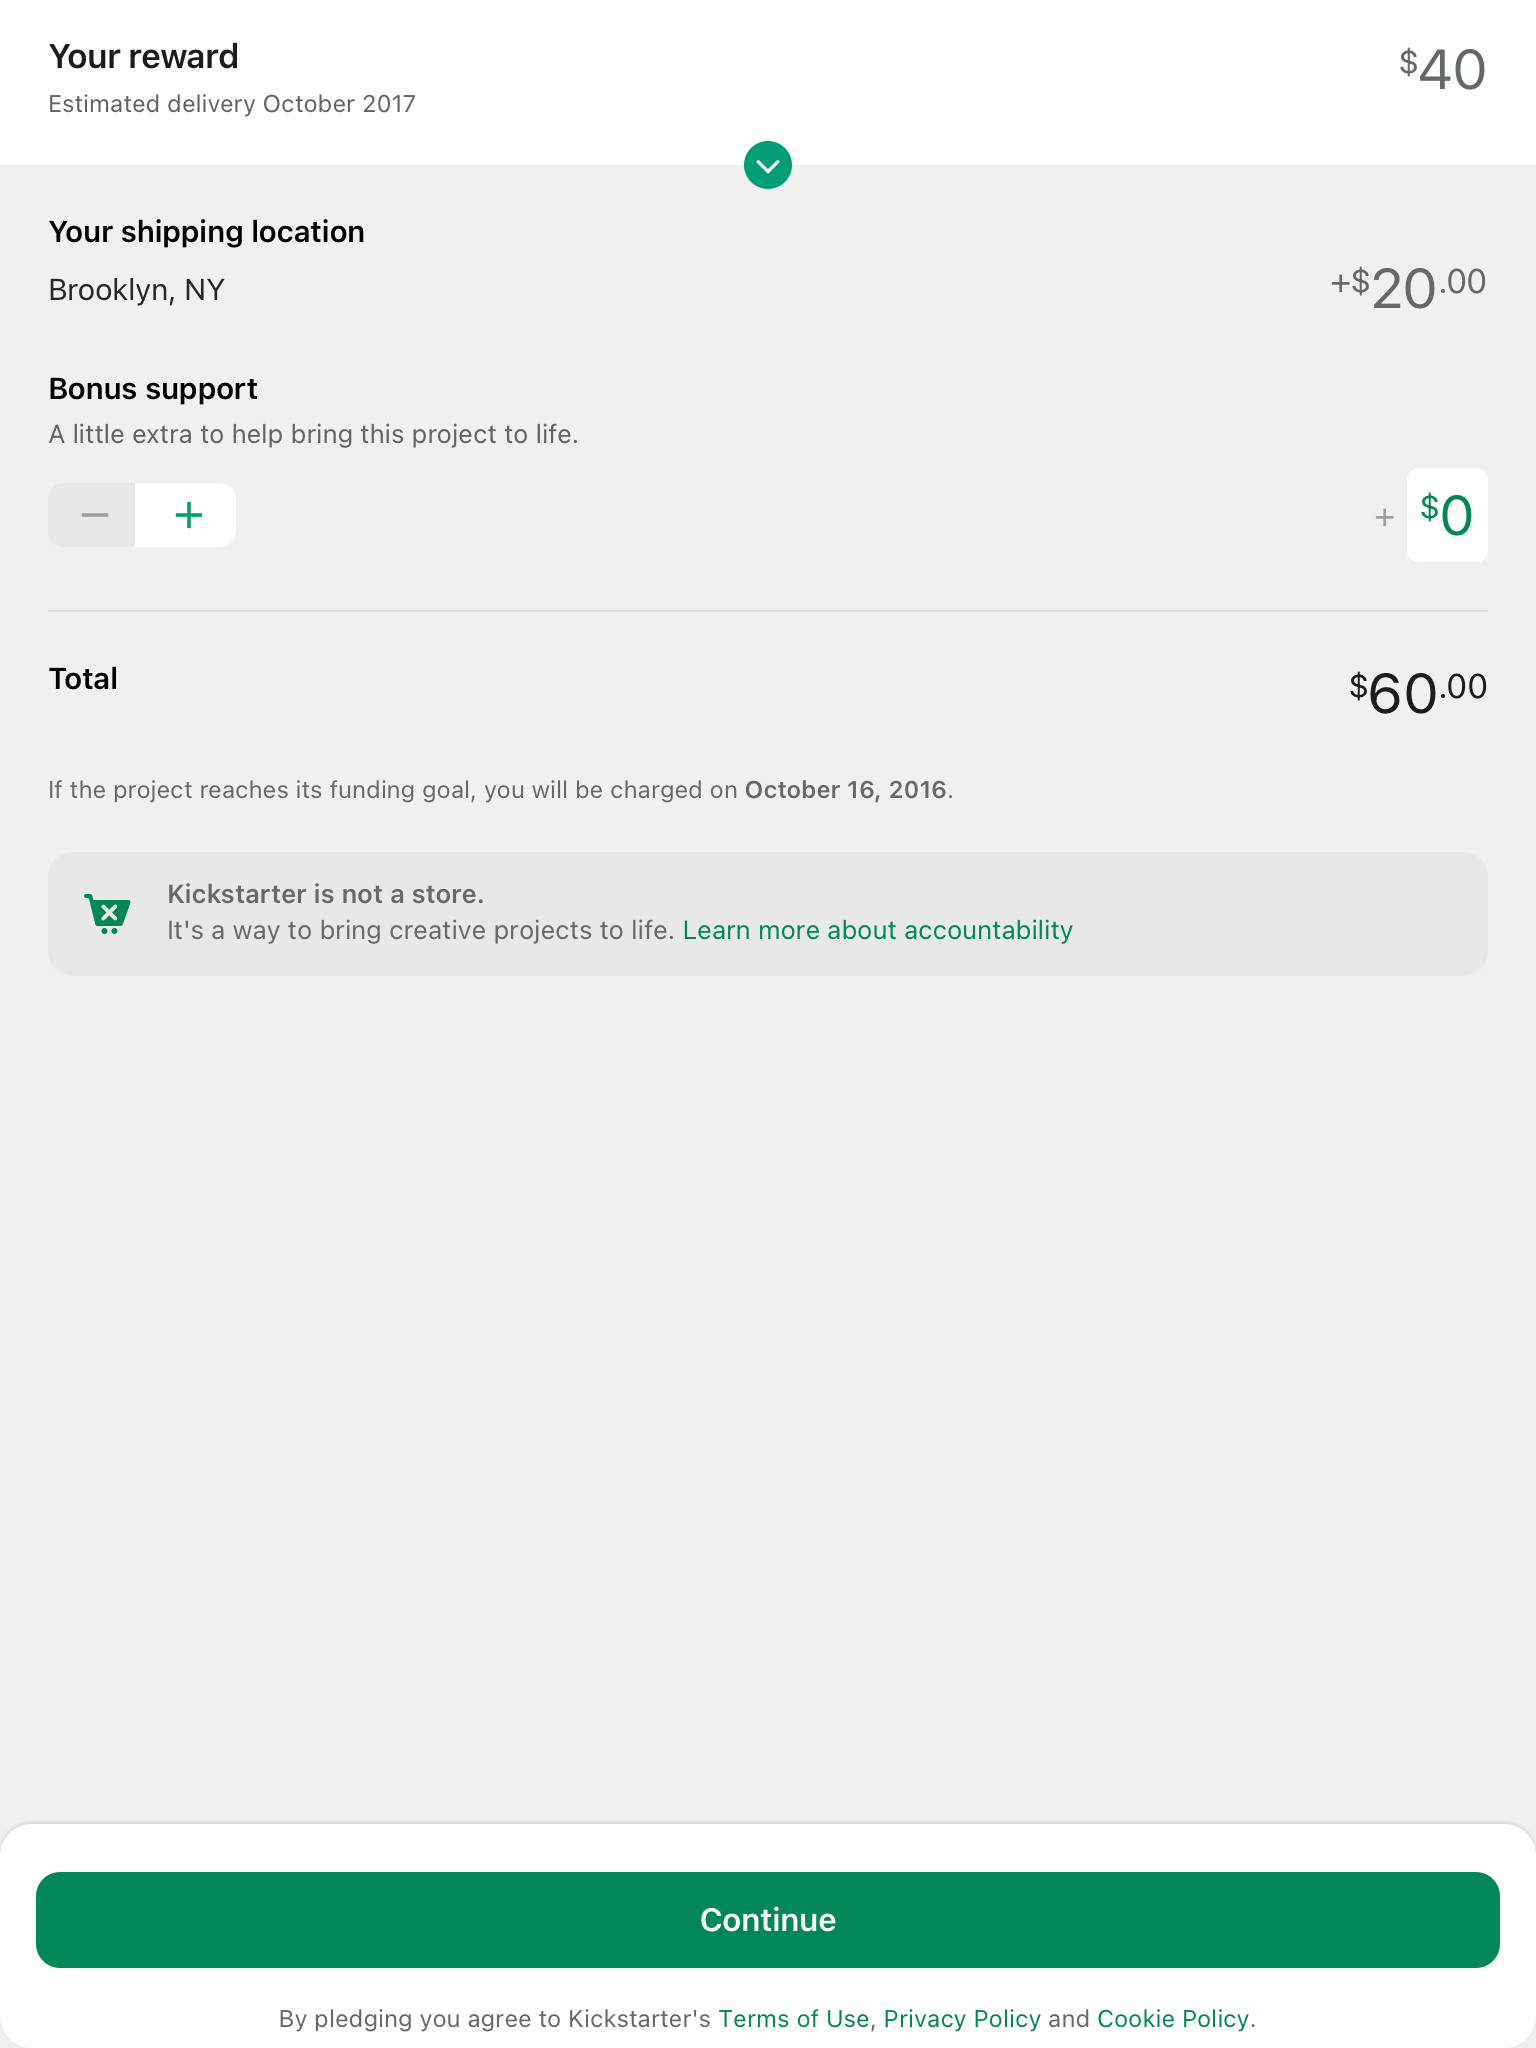 Your reward
$40
Estimated delivery October 2017
Your shipping location
Brooklyn, NY
+$20.00
Bonus support
A little extra to help bring this project to life.
− +
+ $0
Total
$60.00
If the project reaches its funding goal, you will be charged on October 16, 2016.
Kickstarter is not a store.
It's a way to bring creative projects to life. Learn more about accountability
Continue
By pledging you agree to Kickstarter's Terms of Use, Privacy Policy and Cookie Policy.